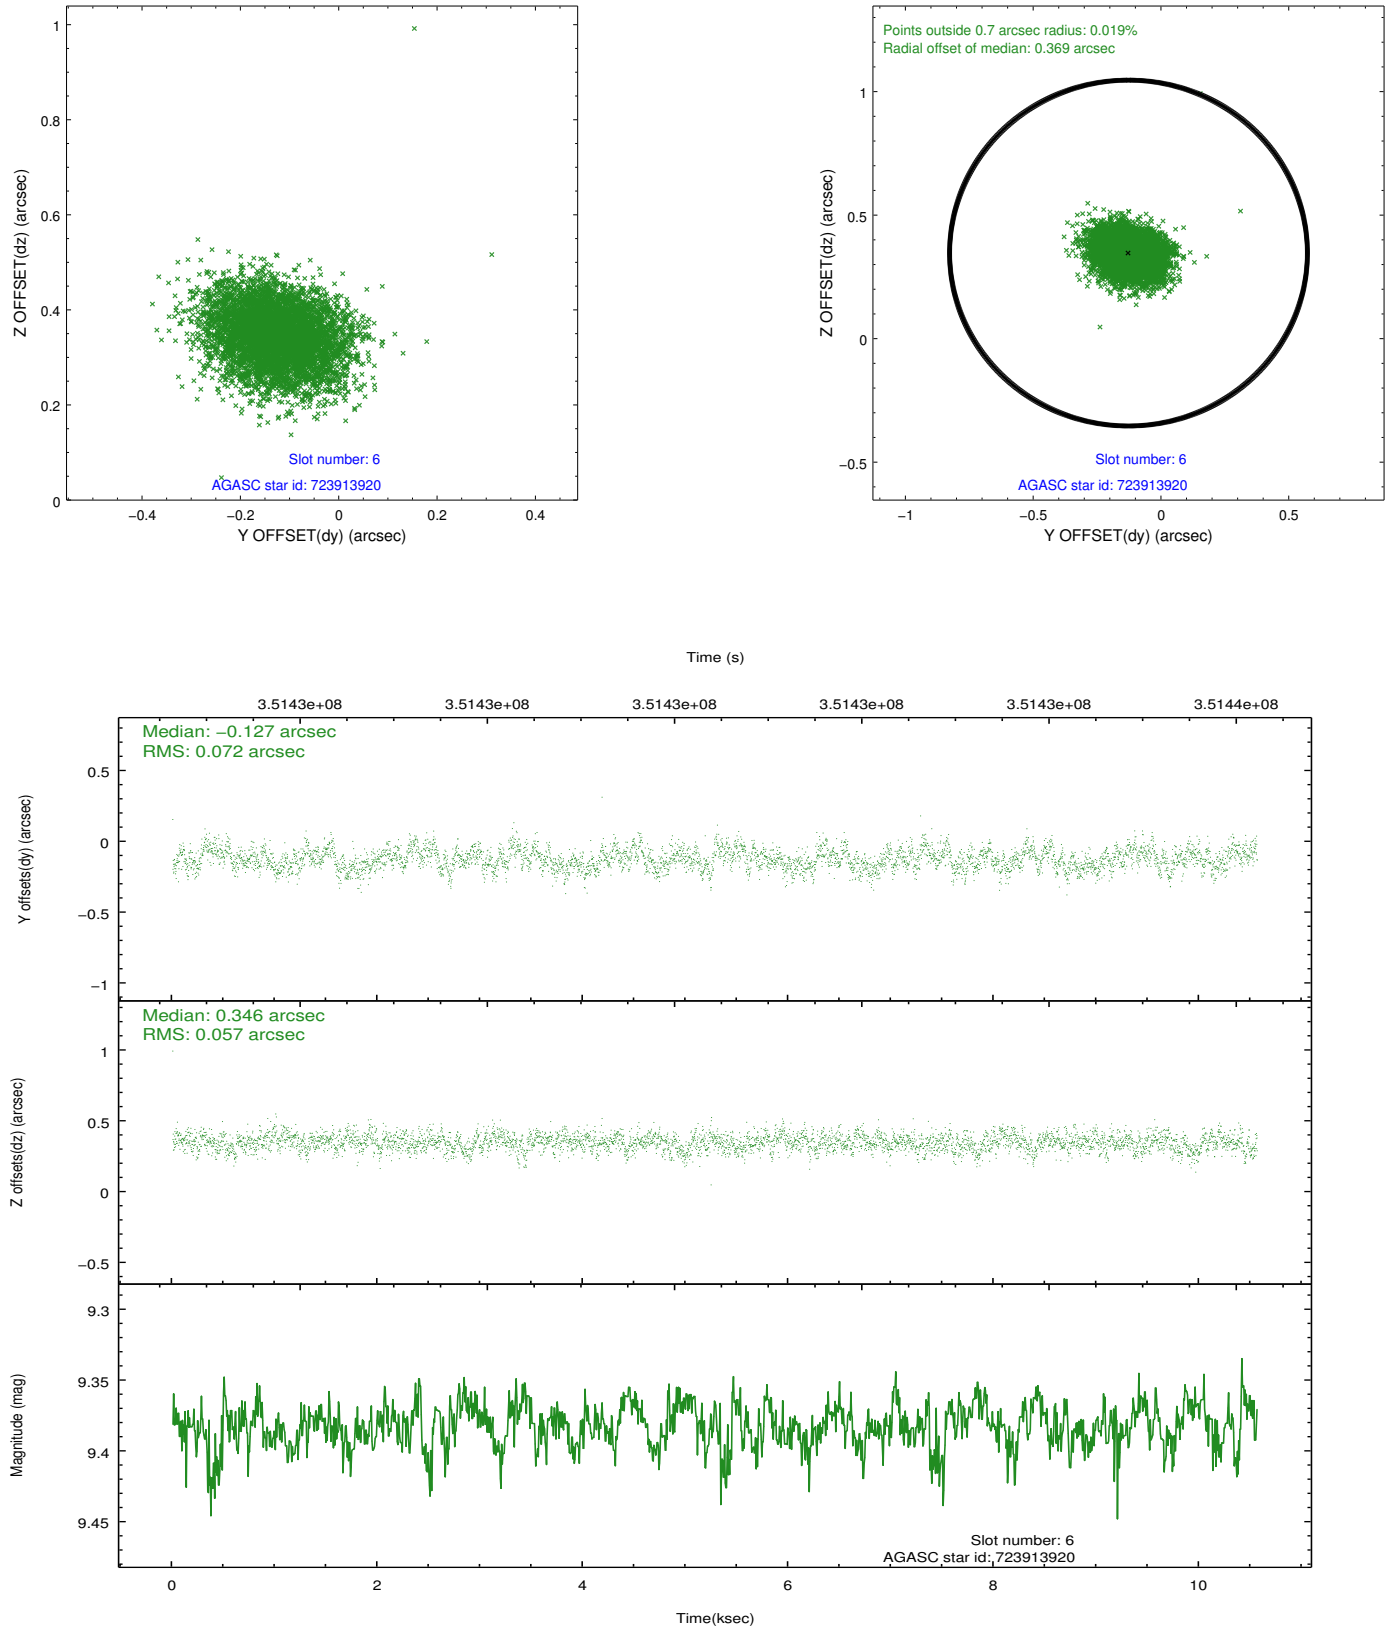 1
0.8
0.6
0.4
0.2
0
Z OFFSET(dz) (arcsec)
Slot number: 6
AGASC star id: 723913920
−0.4 −0.2 0 0.2 0.4
Y OFFSET(dy) (arcsec)
Points outside 0.7 arcsec radius: 0.019%
Radial offset of median: 0.369 arcsec
1
0.5
0
−0.5
Z OFFSET(dz) (arcsec)
Slot number: 6
AGASC star id: 723913920
−1 −0.5 0 0.5
Y OFFSET(dy) (arcsec)
Time (s)
3.5143e+08 3.5143e+08 3.5143e+08 3.5143e+08 3.5143e+08 3.5144e+08
Median: −0.127 arcsec
RMS: 0.072 arcsec
0.5
0
−0.5
−1
Y offsets(dy) (arcsec)
Median: 0.346 arcsec
RMS: 0.057 arcsec
1
0.5
0
−0.5
Z offsets(dz) (arcsec)
9.3
9.35
9.4
9.45
Magnitude (mag)
Slot number: 6
AGASC star id: 723913920
0 2 4 6 8 10
Time(ksec)